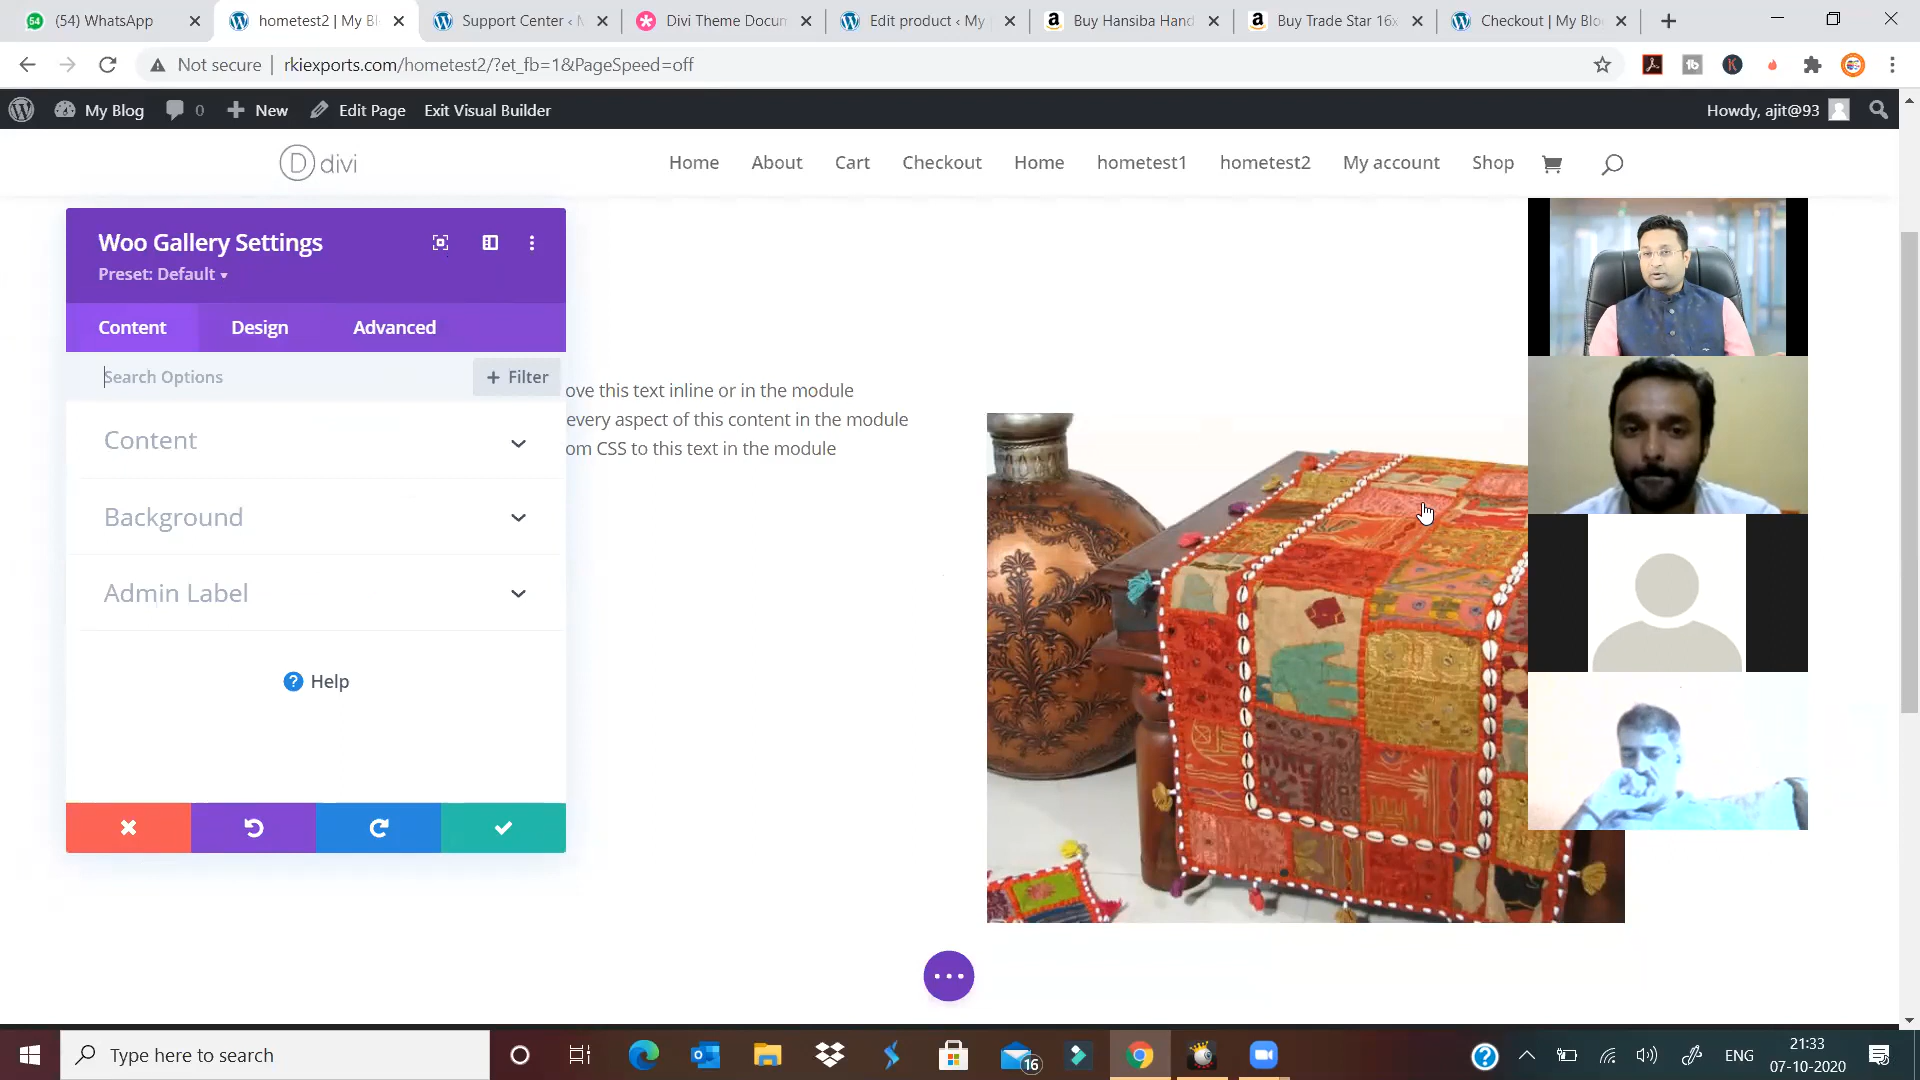 (54) WhatsApp
hometest2 | My Bl
Support Center ‹ M
Divi Theme Docum
Edit product ‹ My
Buy Hansiba Hand
Buy Trade Star 16x
Checkout | My Blo
Not secure
rkiexports.com/hometest2/?et_fb=1&PageSpeed=off
My Blog
0
New
Edit Page
Exit Visual Builder
Howdy, ajit@93
D divi
Home
About
Cart
Checkout
Home
hometest1
hometest2
My account
Shop
Woo Gallery Settings
Preset: Default
Content
Design
Advanced
Search Options
+ Filter
Content
Background
Admin Label
? Help
ove this text inline or in the module
every aspect of this content in the module
om CSS to this text in the module
Type here to search
16
ENG
21:33
07-10-2020